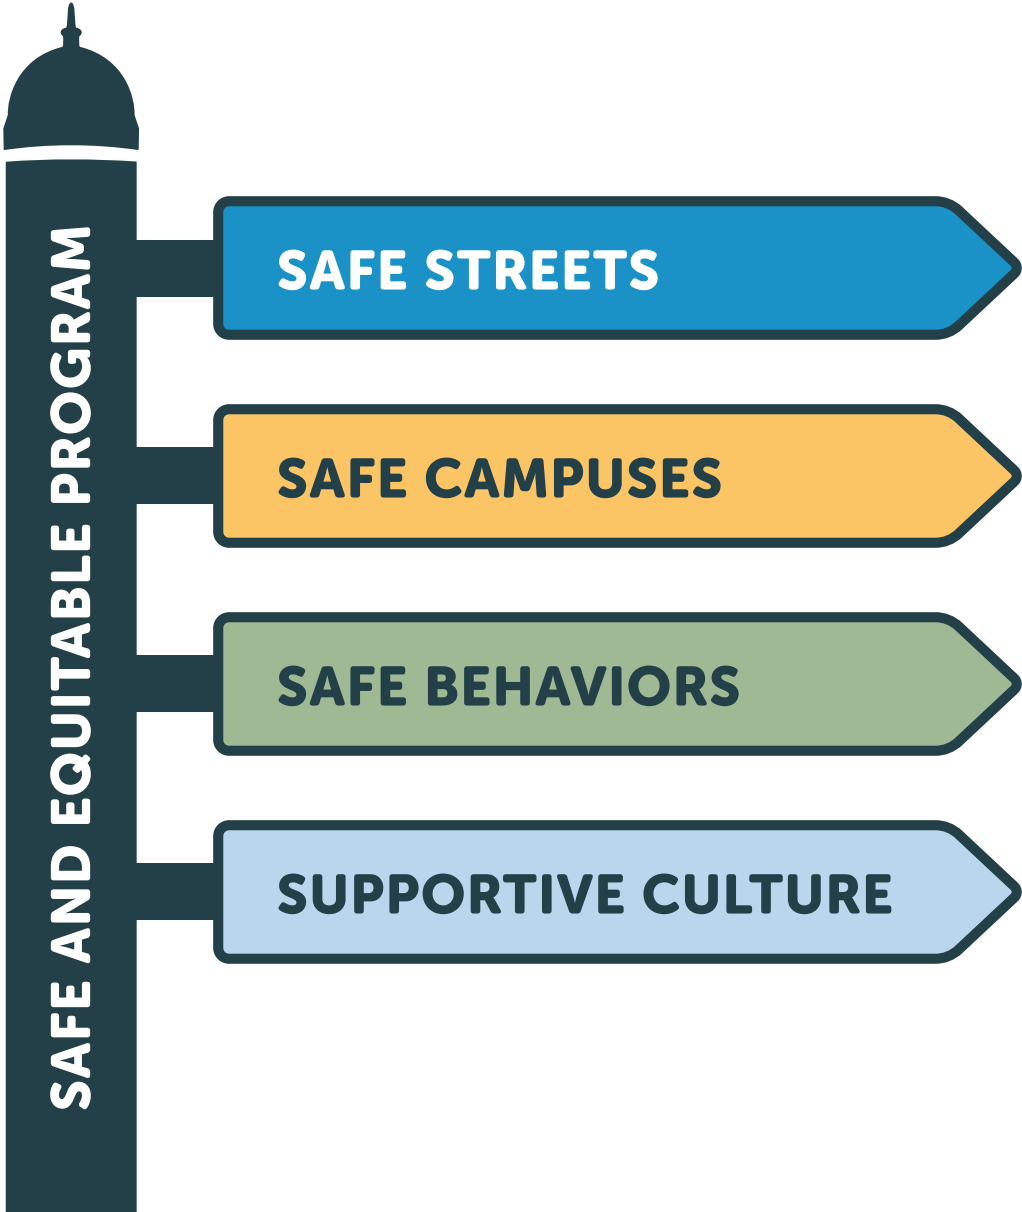 SAFE AND EQUITABLE PROGRAM
SAFE STREETS
SAFE CAMPUSES
SAFE BEHAVIORS
SUPPORTIVE CULTURE